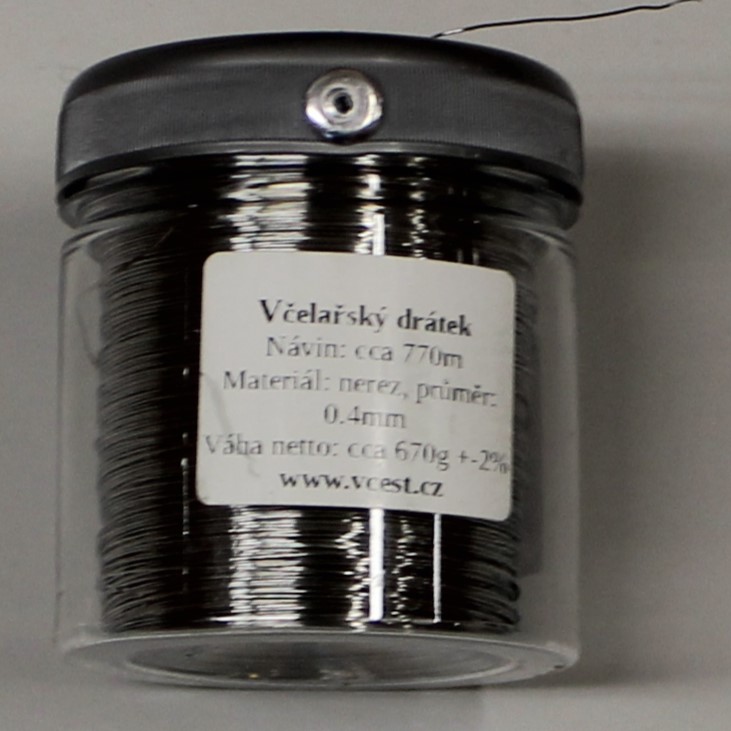 Včelařský drátek
Návin: cca 770m
Materiál: nerez, průměr:
0.4mm
Váha netto: cca 670g +-2%
www.vcest.cz